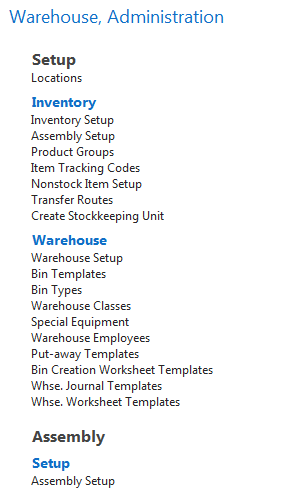 Warehouse, Administration
Setup
Locations
Inventory
Inventory Setup
Assembly Setup
Product Groups
Item Tracking Codes
Nonstock Item Setup
Transfer Routes
Create Stockkeeping Unit
Warehouse
Warehouse Setup
Bin Templates
Bin Types
Warehouse Classes
Special Equipment
Warehouse Employees
Put-away Templates
Bin Creation Worksheet Templates
Whse. Journal Templates
Whse. Worksheet Templates
Assembly
Setup
Assembly Setup